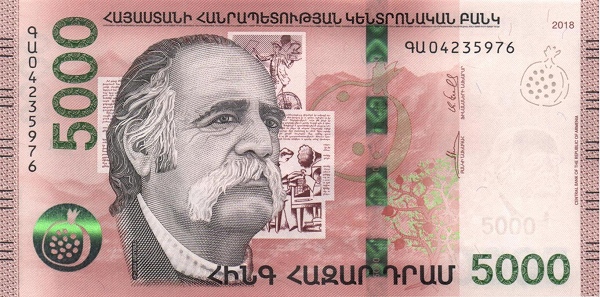 ՀԱՅԱՍՏԱՆԻ ՀԱՆՐԱՊԵՏՈՒԹՅԱՆ ԿԵՆՏՐՈՆԱԿԱՆ ԲԱՆԿ
5000
ԳԱ04235976
ԳԱ04235976
2018
CENTRAL BANK OF THE REPUBLIC OF ARMENIA
5000
ՀԻՆԳ ՀԱԶԱՐ ԴՐԱՄ 5000